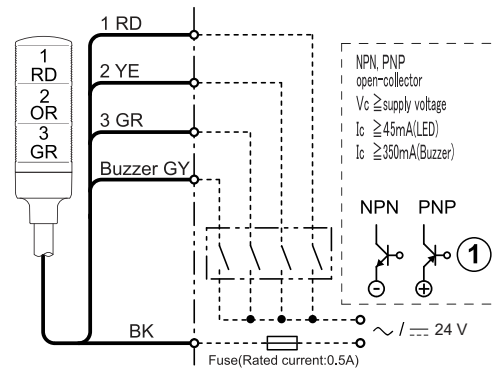 1 RD
2 YE
3 GR
Buzzer GY
BK
1
RD
2
OR
3
GR
NPN, PNP
open-collector
Vc ≧supply voltage
Ic ≧45mA(LED)
Ic ≧350mA(Buzzer)
NPN PNP
1
24 V
Fuse(Rated current:0.5A)